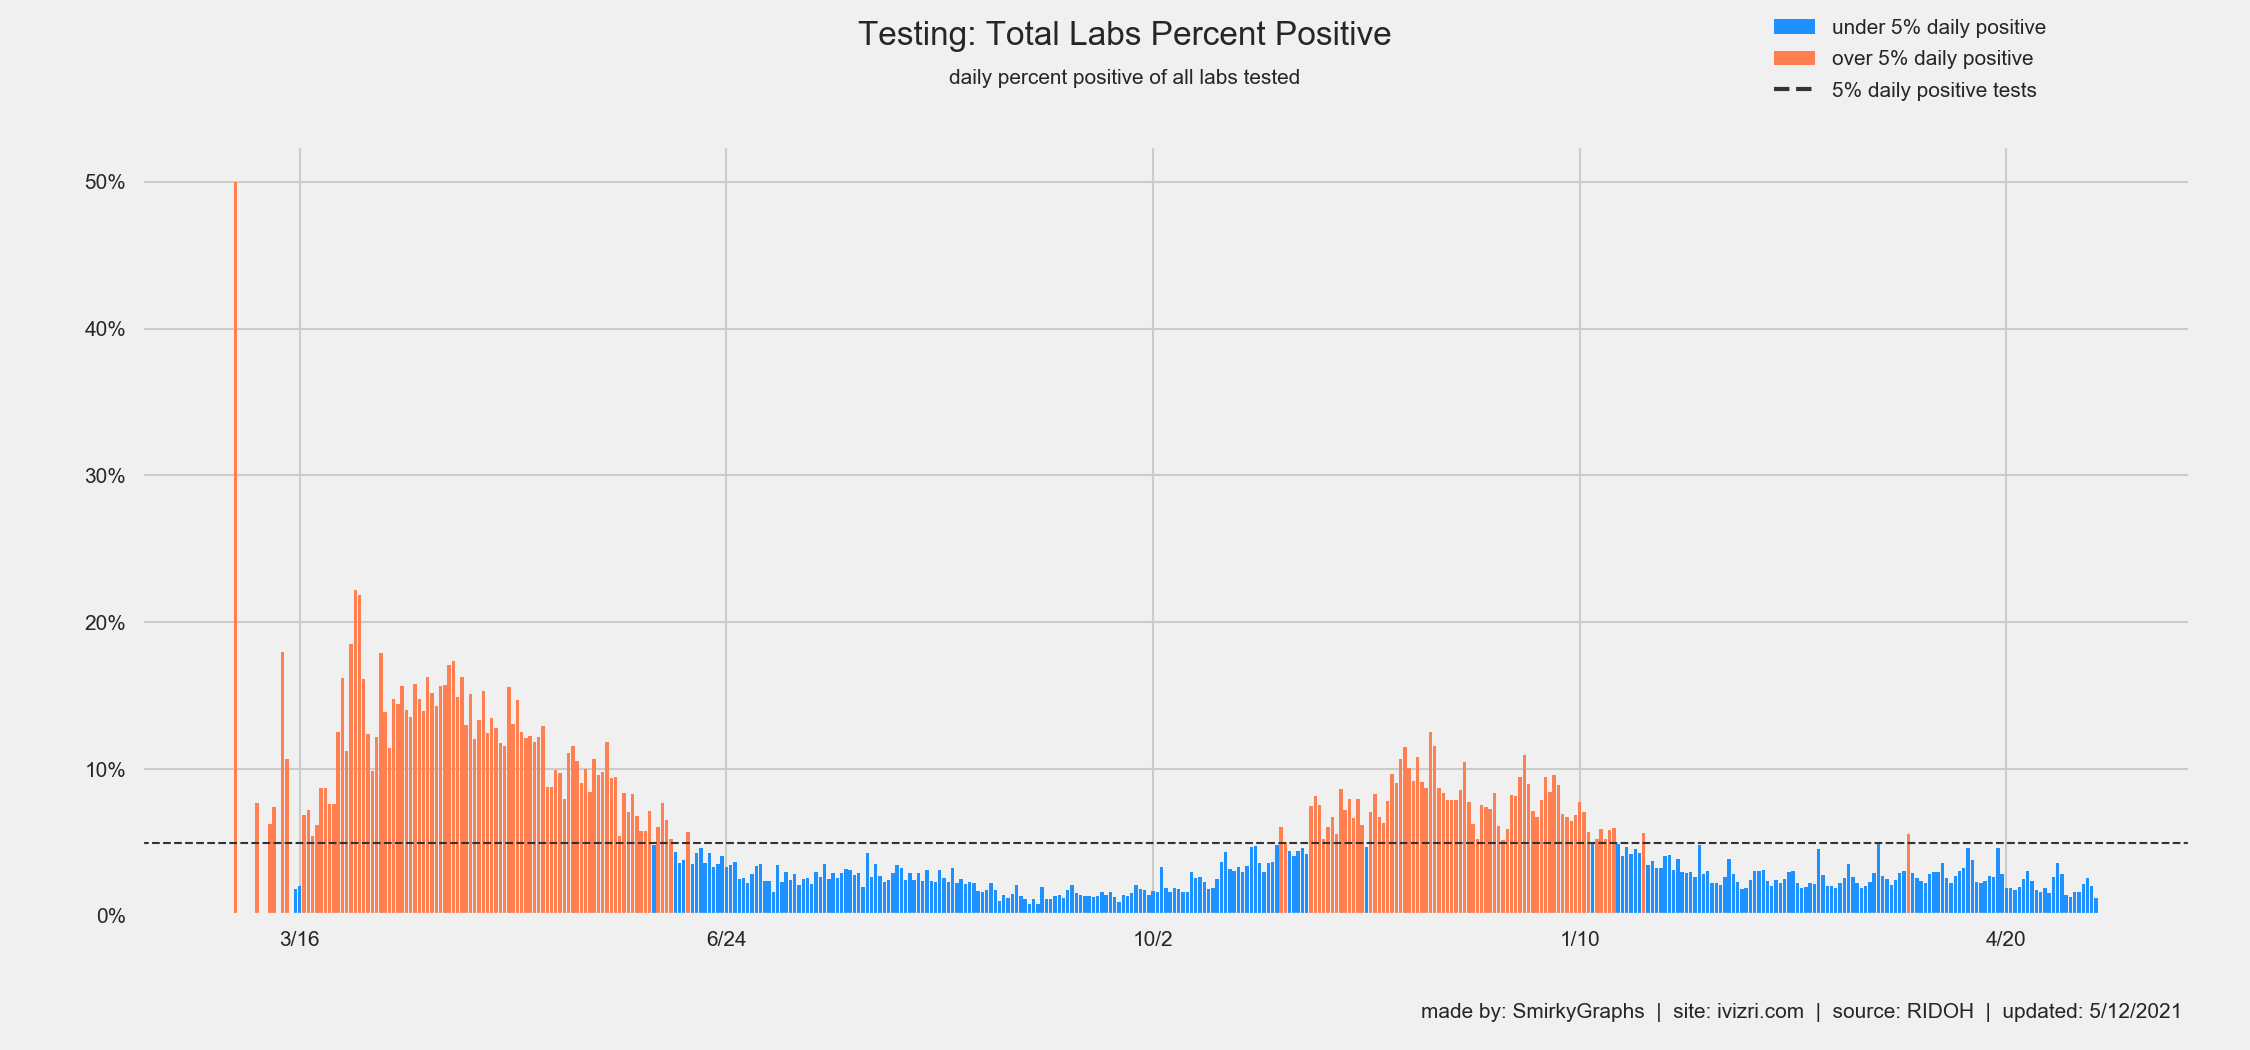 Testing: Total Labs Percent Positive
daily percent positive of all labs tested
under 5% daily positive
over 5% daily positive
5% daily positive tests
50%
40%
30%
20%
10%
0%
3/16
6/24
10/2
1/10
4/20
made by: SmirkyGraphs | site: ivizri.com | source: RIDOH | updated: 5/12/2021